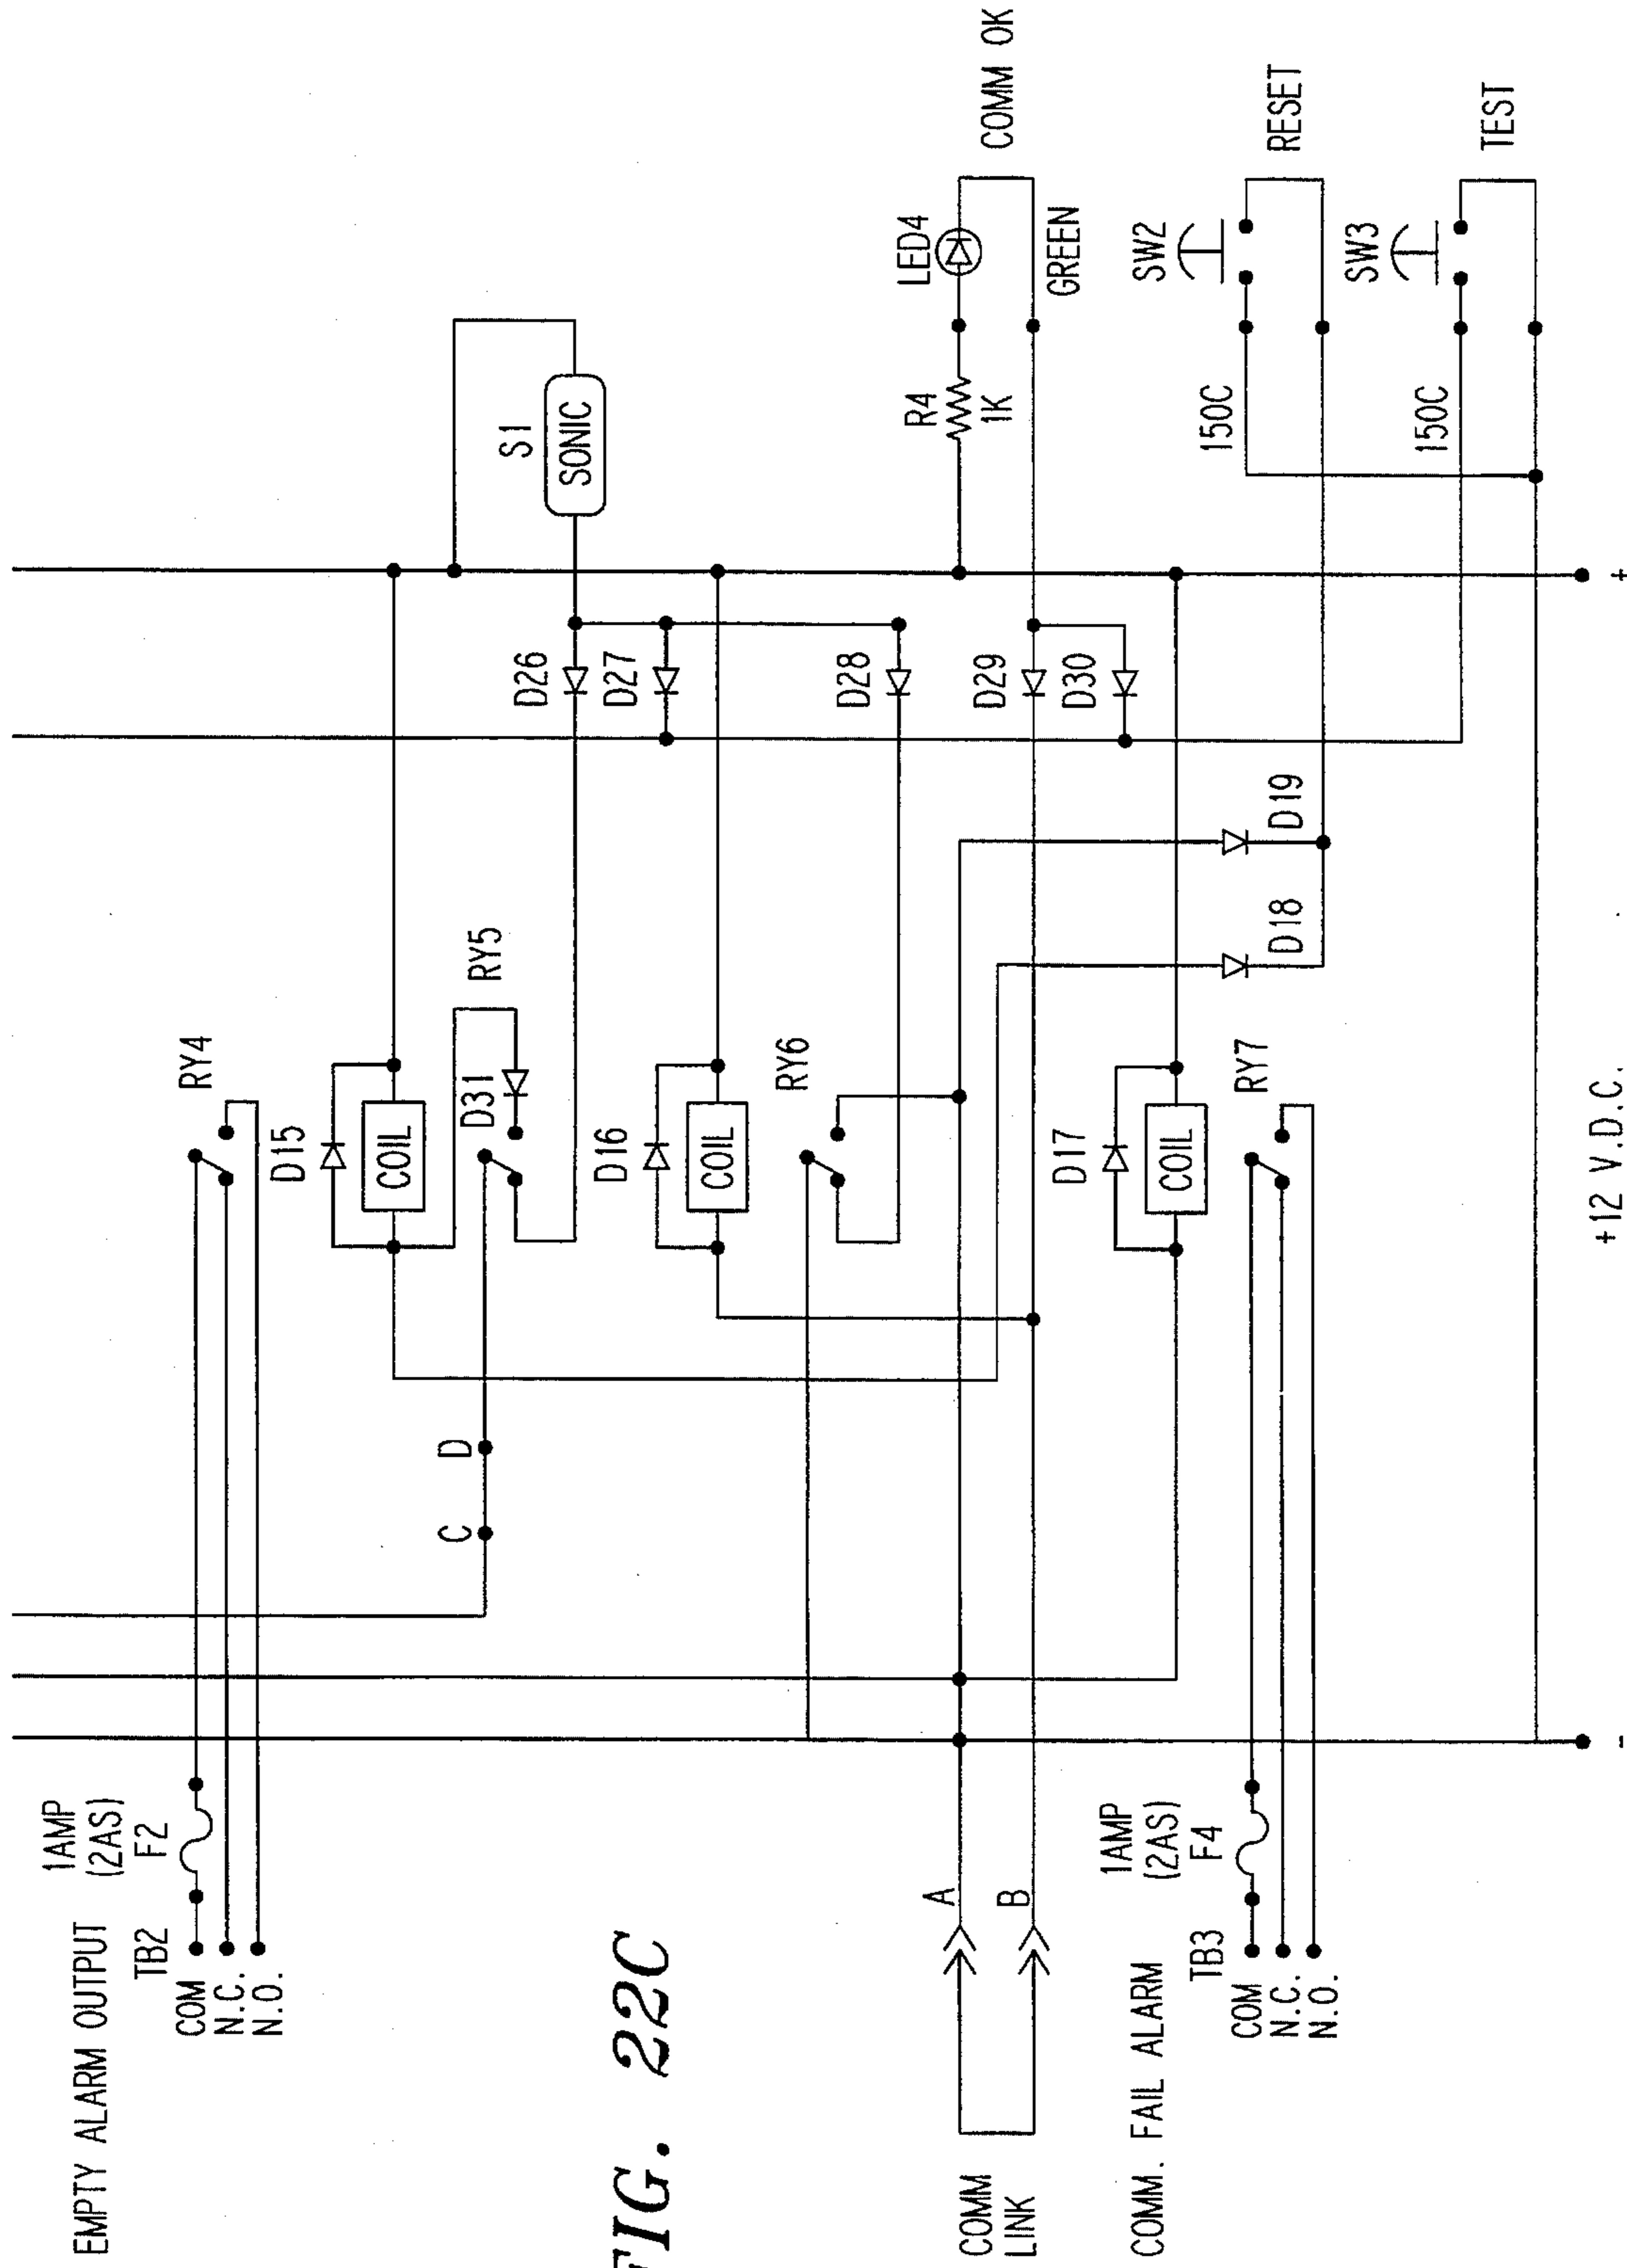 EMPTY ALARM OUTPUT
1AMP
(2AS)
F2
TB2
COM
N.C.
N.O.
RY4
D15
COIL
C
D
D31
RY5
S1
SONIC
D26
D27
D16
COIL
RY6
D28
FIG. 22C
COMM
LINK
A
B
R4
1K
LED4
COMM OK
GREEN
D29
D30
COMM. FAIL ALARM
1AMP
(2AS)
F4
TB3
COM
N.C.
N.O.
D17
COIL
RY7
D18
D19
150C
SW2
RESET
150C
SW3
TEST
-
+12 V.D.C.
+